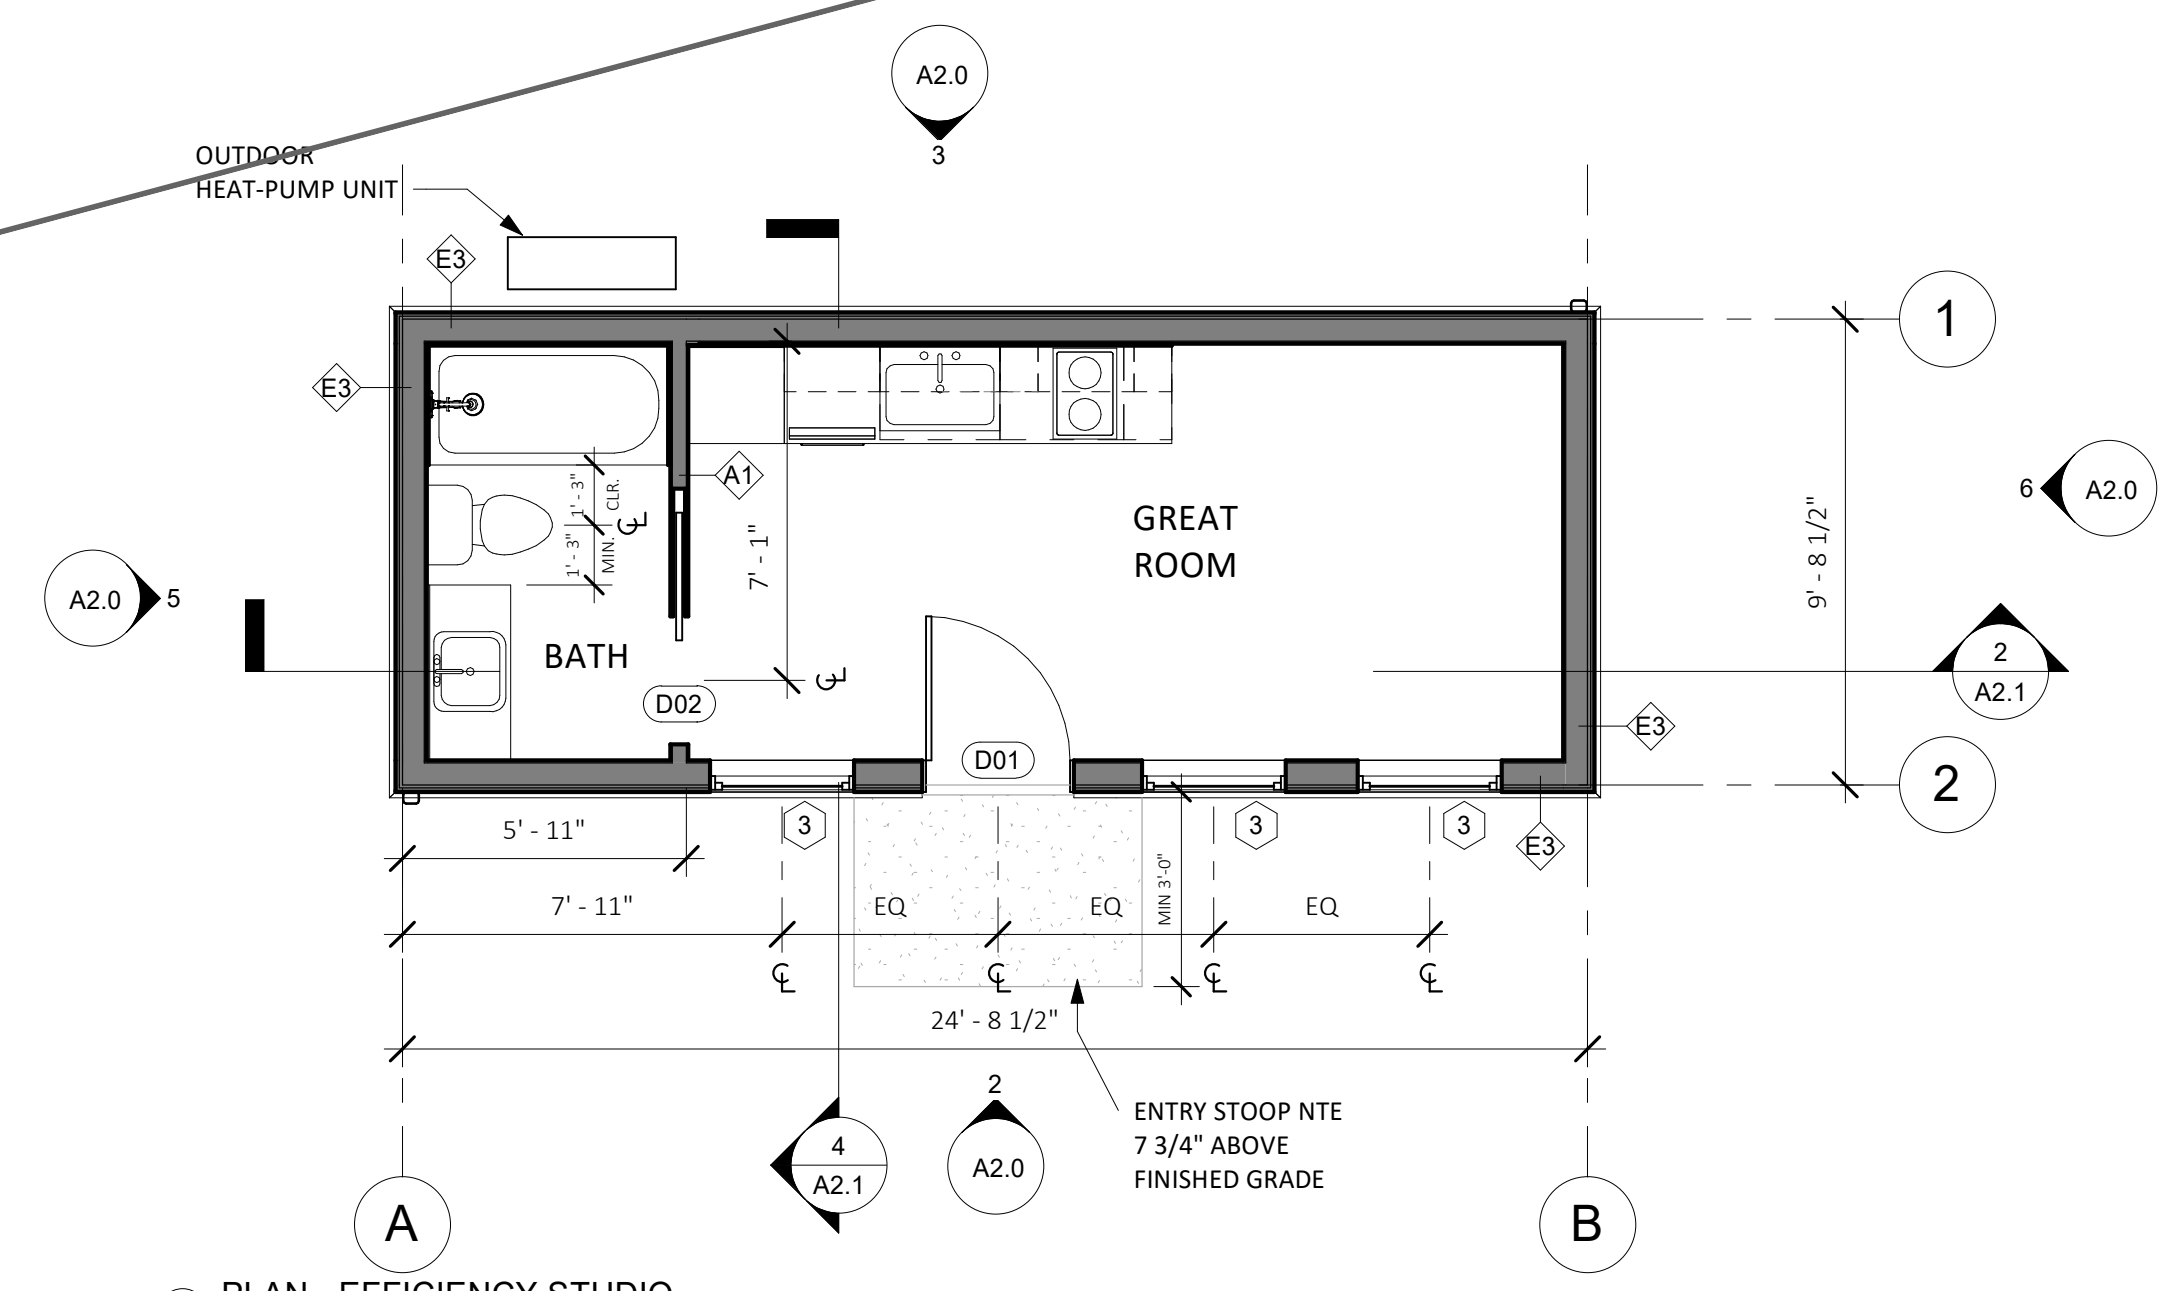 A2.0
3
OUTDOOR
HEAT-PUMP UNIT
E3
1
E3
A1
1' - 3"
CLR.
1' - 3"
MIN.
7' - 1"
GREAT
ROOM
9' - 8 1/2"
6
A2.0
A2.0
5
BATH
D02
2
A2.1
E3
D01
2
3
3
3
E3
5' - 11"
7' - 11"
EQ
EQ
EQ
MIN 3'-0"
24' - 8 1/2"
4
A2.1
2
A2.0
ENTRY STOOP NTE
7 3/4" ABOVE
FINISHED GRADE
A
B
PLAN - EFFICIENCY STUDIO